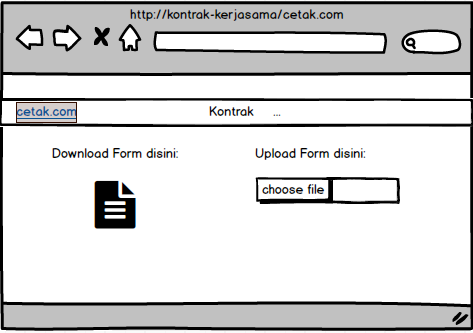 http://kontrak-kerjasama/cetak.com
cetak.com Kontrak ...
Download Form disini: Upload Form disini:
choose file